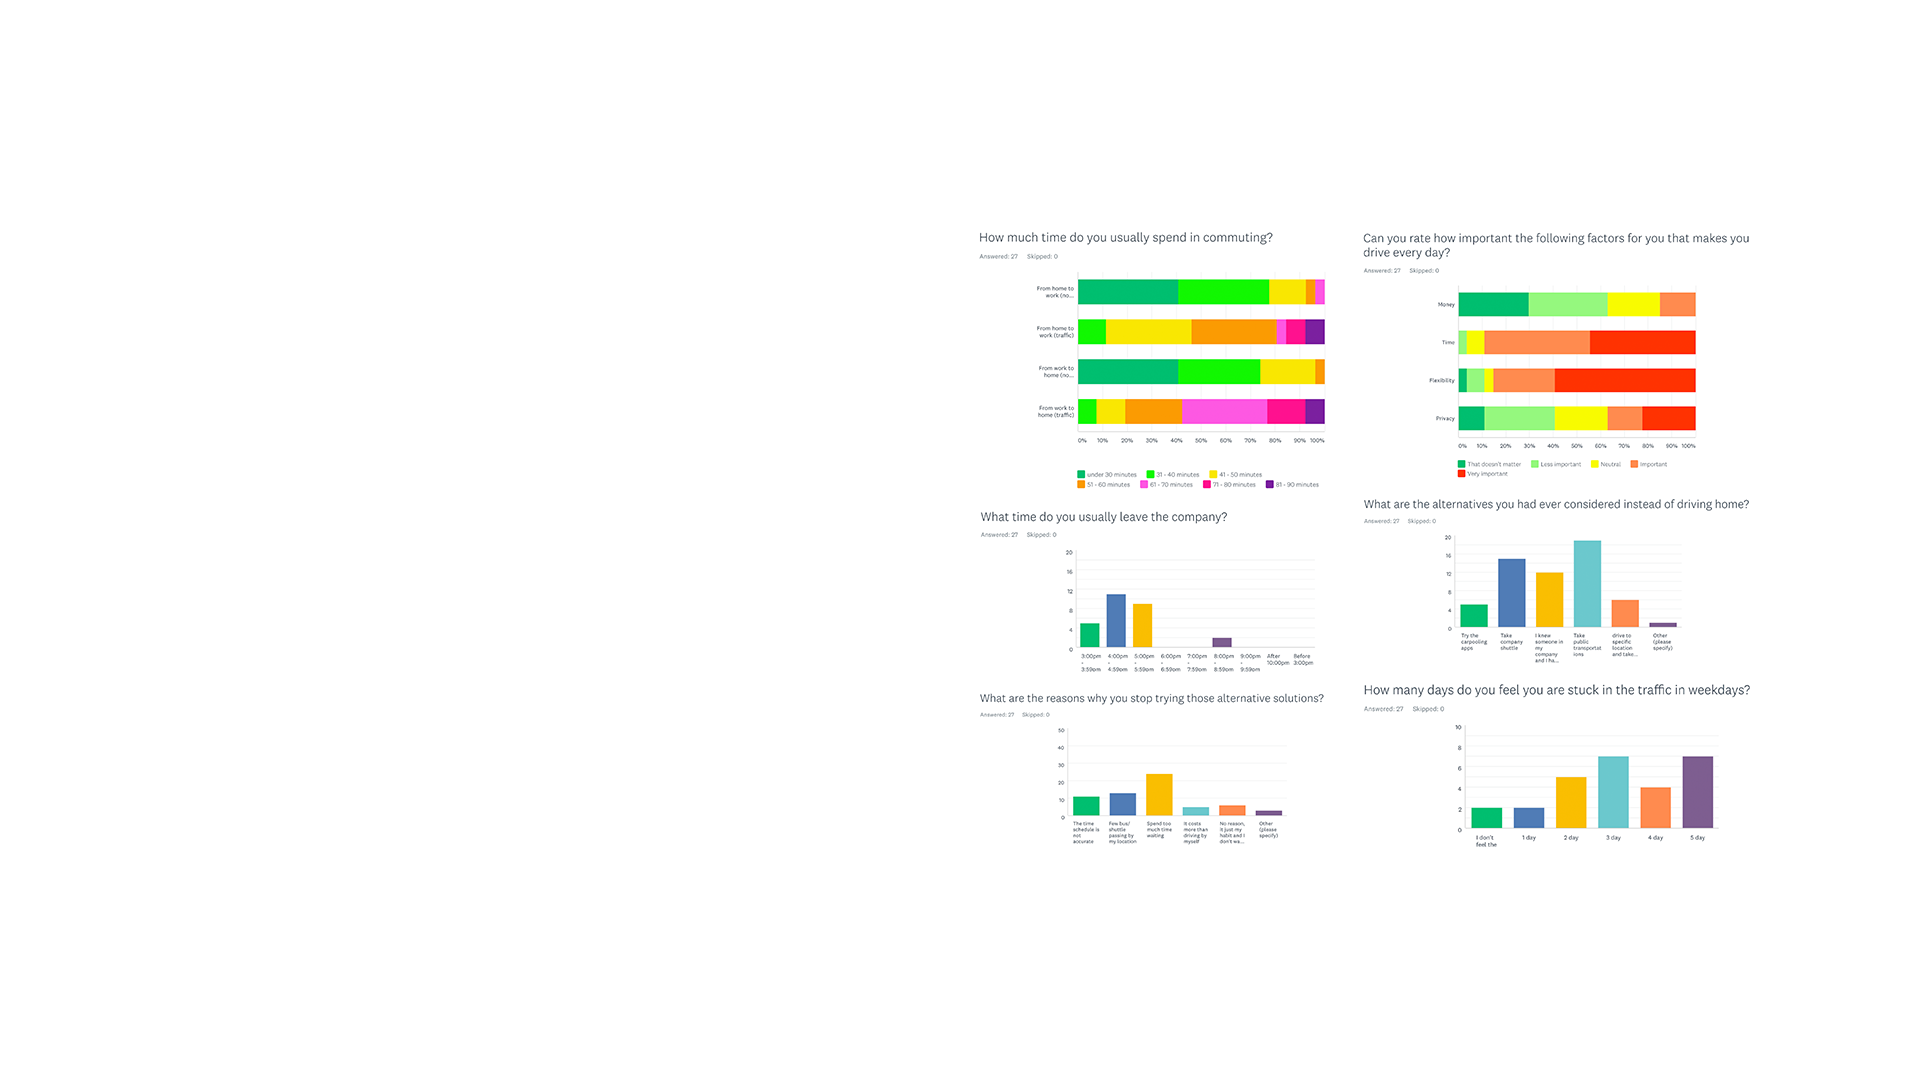 How much time do you usually spend in commuting?
Answered: 27 Skipped: 0
From home to
work (no...
From home to
work (traffic)
From work to
home (no...
From work to
home (traffic)
0% 10% 20% 30% 40% 50% 60% 70% 80% 90% 100%
under 30 minutes 31 - 40 minutes 41 - 50 minutes
51 - 60 minutes 61 - 70 minutes 71 - 80 minutes 81 - 90 minutes
Can you rate how important the following factors for you that makes you
drive every day?
Answered: 27 Skipped: 0
Money
Time
Flexibility
Privacy
0% 10% 20% 30% 40% 50% 60% 70% 80% 90% 100%
That doesn't matter Less important Neutral Important
Very important
What time do you usually leave the company?
Answered: 27 Skipped: 0
20
16
12
8
4
0
3:00pm 4:00pm 5:00pm 6:00pm 7:00pm 8:00pm 9:00pm After Before
- - - - - - - 10:00pm 3:00pm
3:59pm 4:59pm 5:59pm 6:59pm 7:59pm 8:59pm 9:59pm
What are the alternatives you had ever considered instead of driving home?
Answered: 27 Skipped: 0
20
16
12
8
4
0
Try the Take I knew Take drive to Other
carpooling company someone in public specific (please
apps shuttle my transportat location specify)
company ions and take...
and I ha...
What are the reasons why you stop trying those alternative solutions?
Answered: 27 Skipped: 0
50
40
30
20
10
0
The time Few bus/ Spend too It costs No reason, Other
schedule is shuttle much time more than it just my (please
not passing by waiting driving by habit and I specify)
accurate my location myself don't wa...
How many days do you feel you are stuck in the traffic in weekdays?
Answered: 27 Skipped: 0
10
8
6
4
2
0
I don't 1 day 2 day 3 day 4 day 5 day
feel the